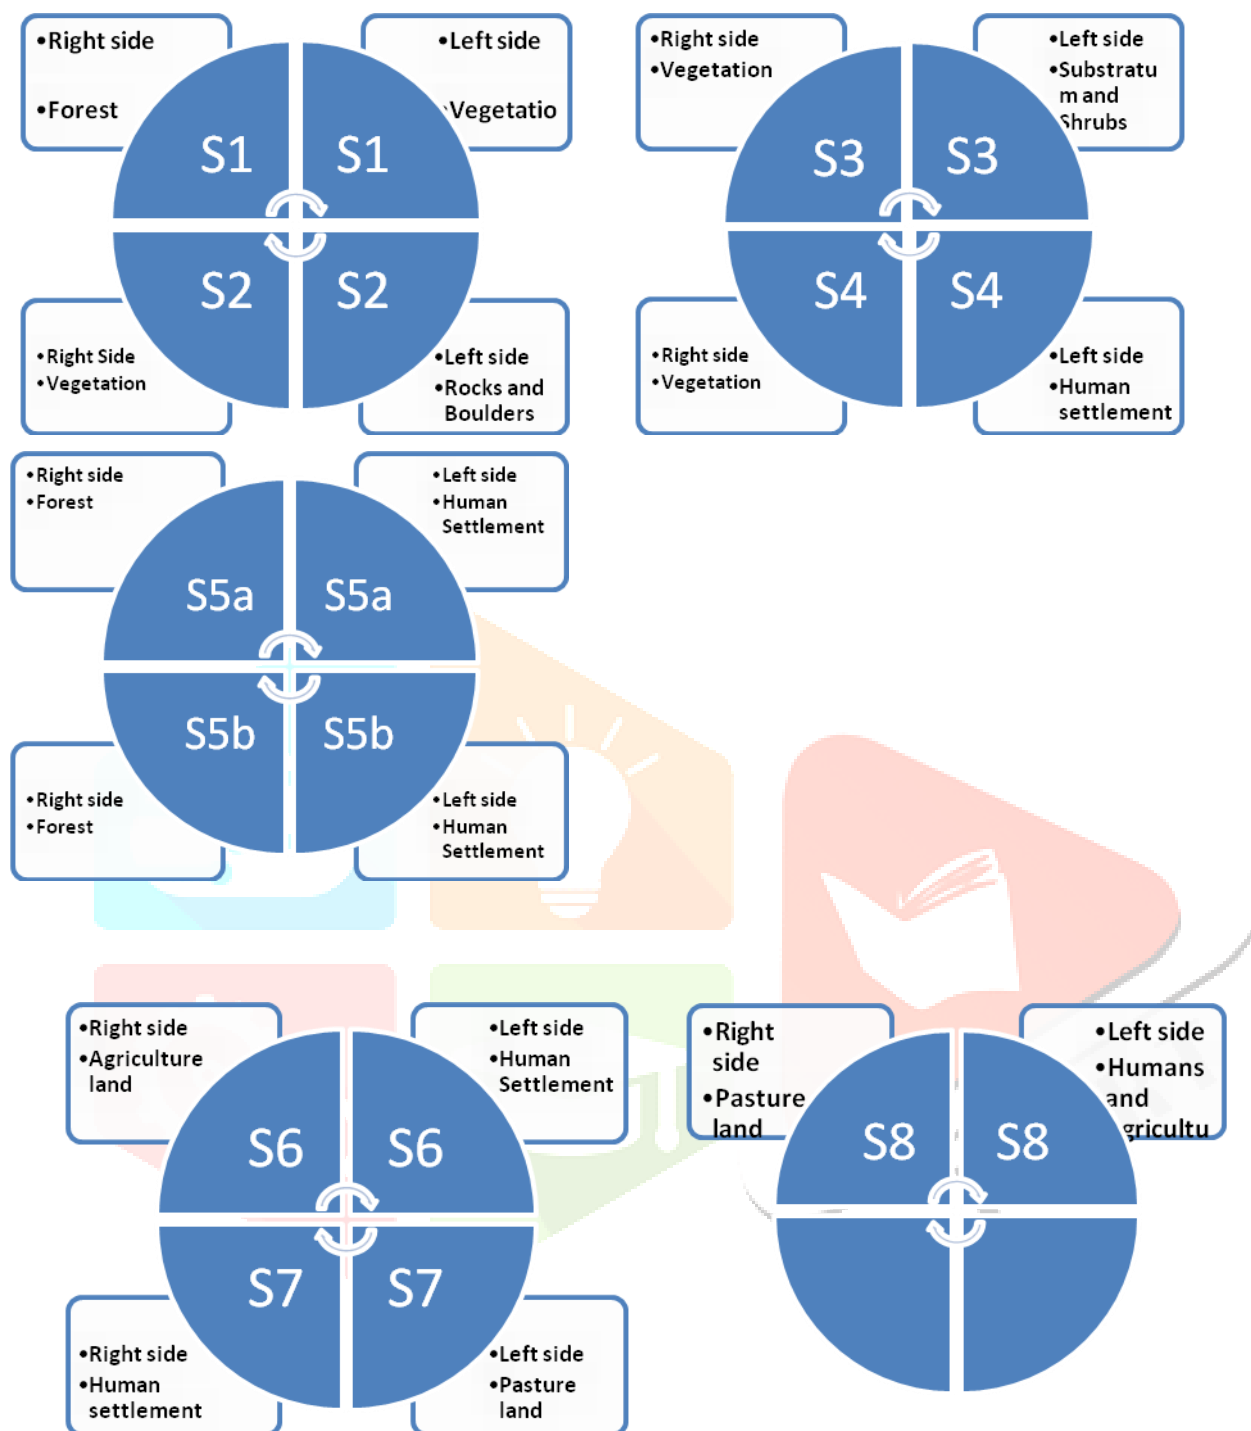 •Right side
•Forest
•Left side
•Vegetatio
S1
S1
S2
S2
•Right Side
•Vegetation
•Left side
•Rocks and
Boulders
•Right side
•Vegetation
•Left side
•Substratu
m and
Shrubs
S3
S3
S4
S4
•Right side
•Vegetation
•Left side
•Human
settlement
•Right side
•Forest
•Left side
•Human
Settlement
S5a
S5a
S5b
S5b
•Right side
•Forest
•Left side
•Human
Settlement
•Right side
•Agriculture
land
•Left side
•Human
Settlement
S6
S6
S7
S7
•Right side
•Human
settlement
•Left side
•Pasture
land
•Right
side
•Pasture
land
•Left side
•Humans
and
gricultu
S8
S8